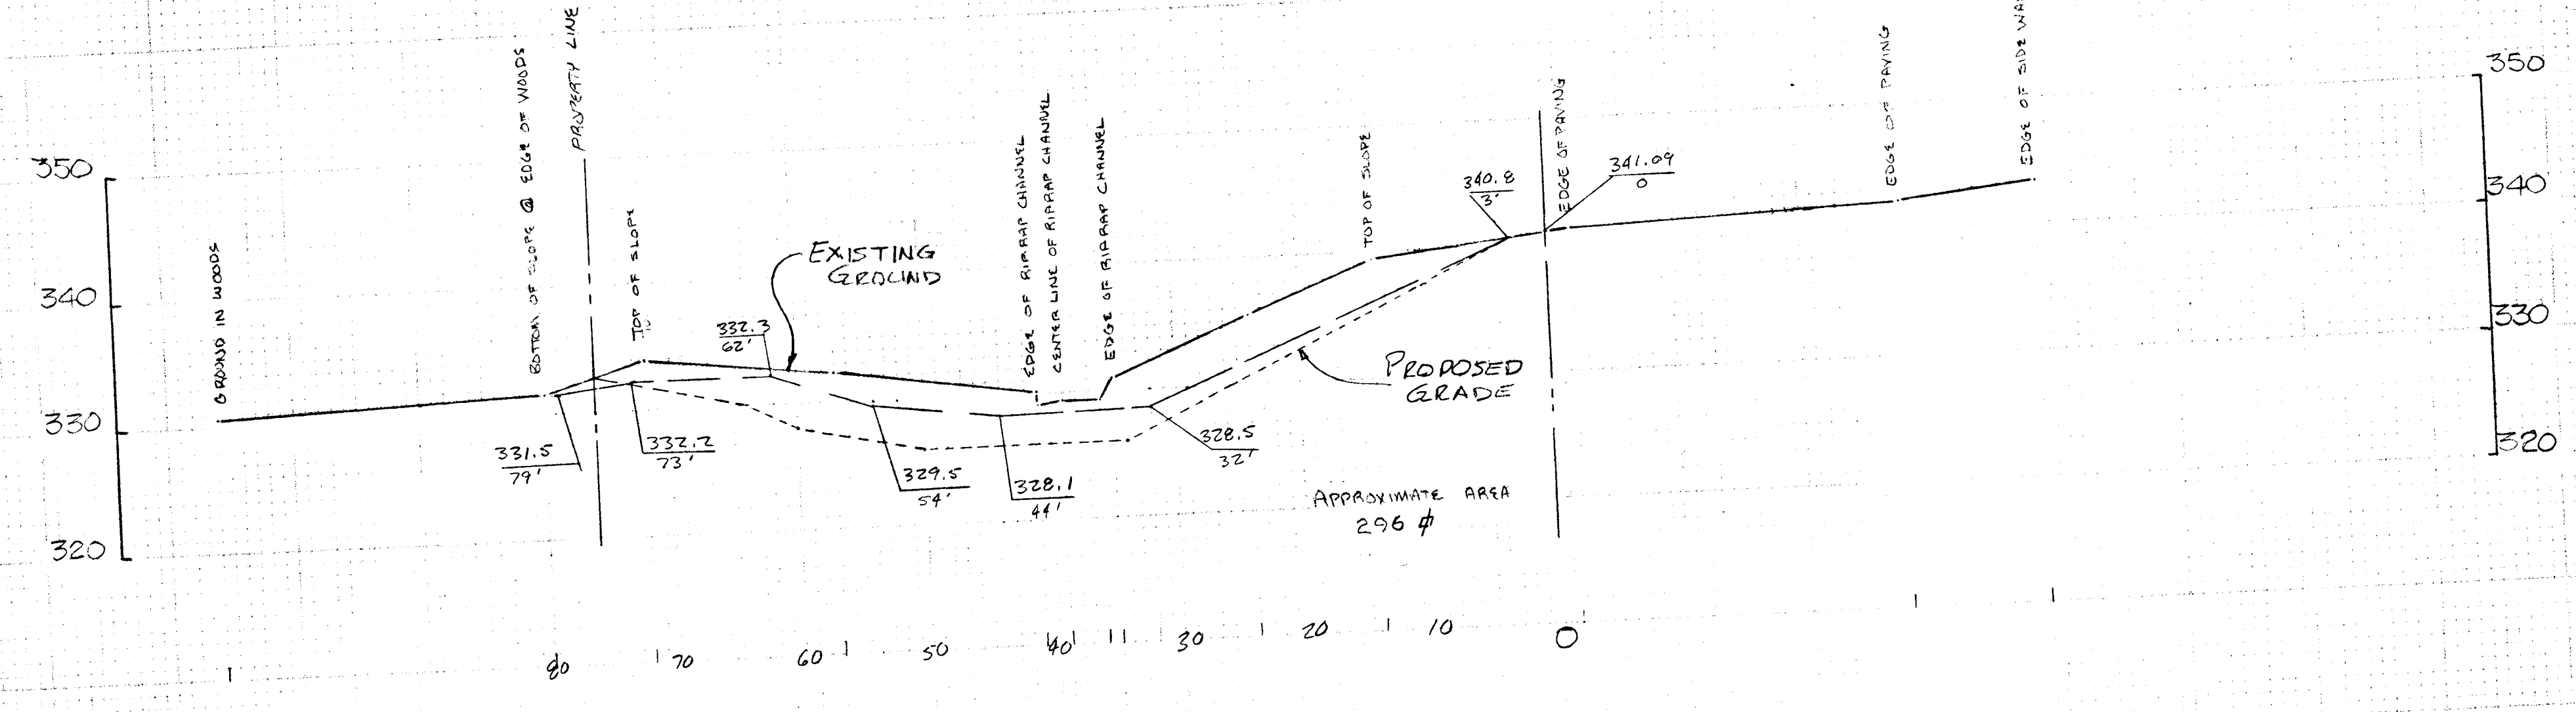 GROUND IN WOODS
BOTTOM OF SLOPE @ EDGE OF WOODS
PROPERTY LINE
TOP OF SLOPE
EDGE OF RIPRAP CHANNEL
CENTER LINE OF RIPRAP CHANNEL
EDGE OF RIPRAP CHANNEL
TOP OF SLOPE
EDGE OF PAVING
EDGE OF PAVING
EDGE OF SIDE WA
350
340
330
320
350
340
330
320
EXISTING
GROUND
332.3
62'
340.8
3'
341.09
0
PROPOSED
GRADE
331.5
79'
332.2
73'
329.5
54'
328.1
44'
328.5
32'
APPROXIMATE AREA
296 ⏀
80 70 60 50 40 30 20 10 0